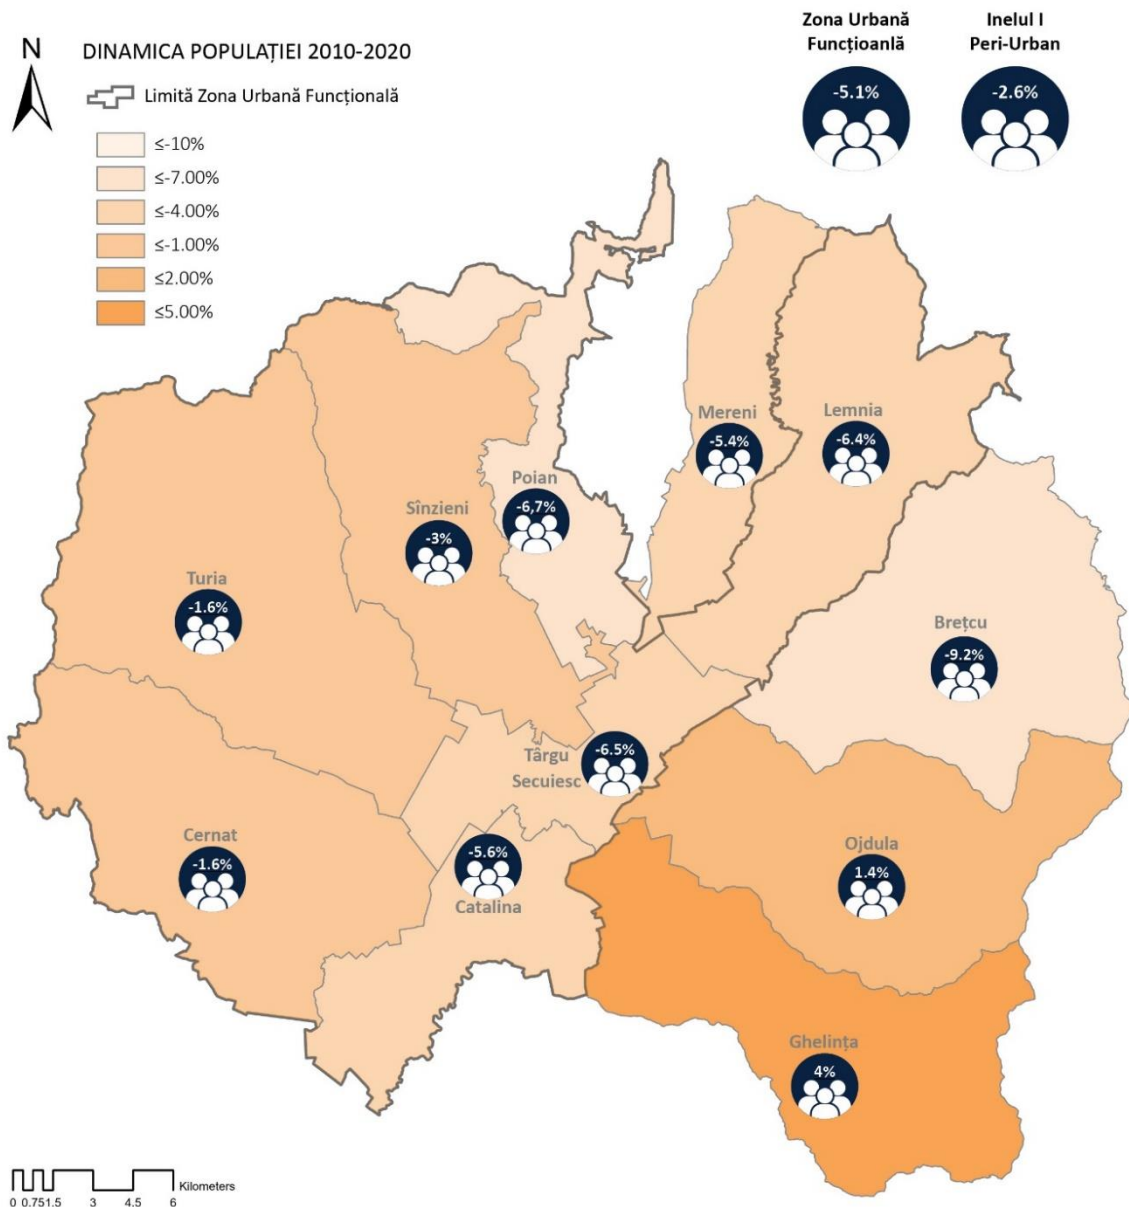 Zona Urbană
Funcțioanlă
-5.1%
Inelul I
Peri-Urban
-2.6%
N
DINAMICA POPULAȚIEI 2010-2020
Limită Zona Urbană Funcțională
≤-10%
≤-7.00%
≤-4.00%
≤-1.00%
≤2.00%
≤5.00%
Mereni
-5.4%
Lemnia
-6.4%
Poian
-6,7%
Sînzieni
-3%
Turia
-1.6%
Brețcu
-9.2%
Târgu
Secuiesc
-6.5%
Cernat
-1.6%
-5.6%
Catalina
Ojdula
1.4%
Ghelința
4%
Kilometers
0 0.75 1.5 3 4.5 6